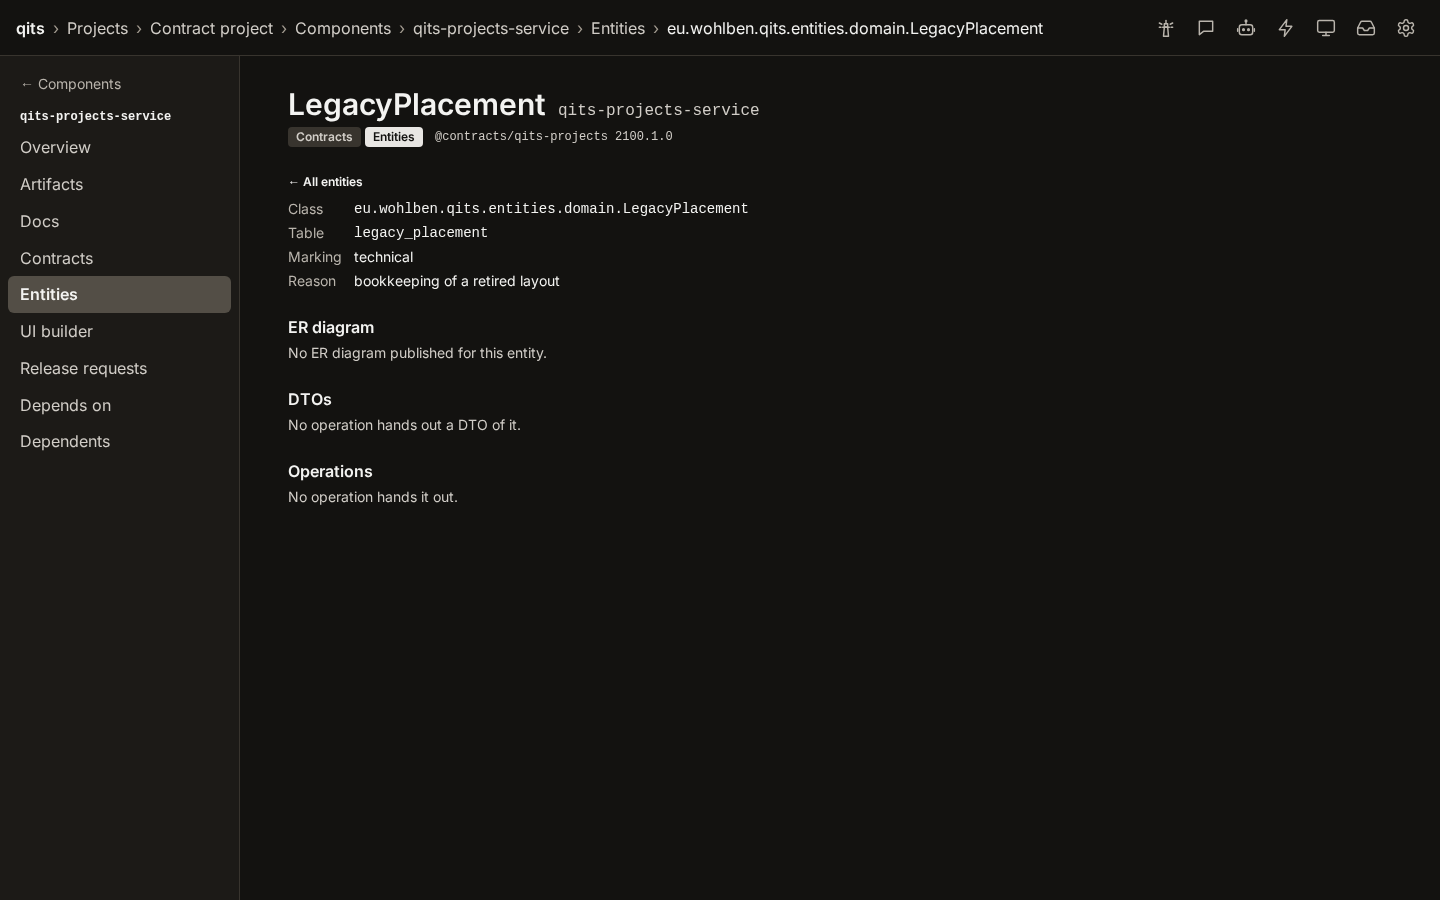 qits › Projects › Contract project › Components › qits-projects-service › Entities › eu.wohlben.qits.entities.domain.LegacyPlacement
← Components
qits-projects-service
Overview
Artifacts
Docs
Contracts
Entities
UI builder
Release requests
Depends on
Dependents
LegacyPlacement qits-projects-service
Contracts Entities @contracts/qits-projects 2100.1.0
← All entities
Class eu.wohlben.qits.entities.domain.LegacyPlacement
Table legacy_placement
Marking technical
Reason bookkeeping of a retired layout
ER diagram
No ER diagram published for this entity.
DTOs
No operation hands out a DTO of it.
Operations
No operation hands it out.